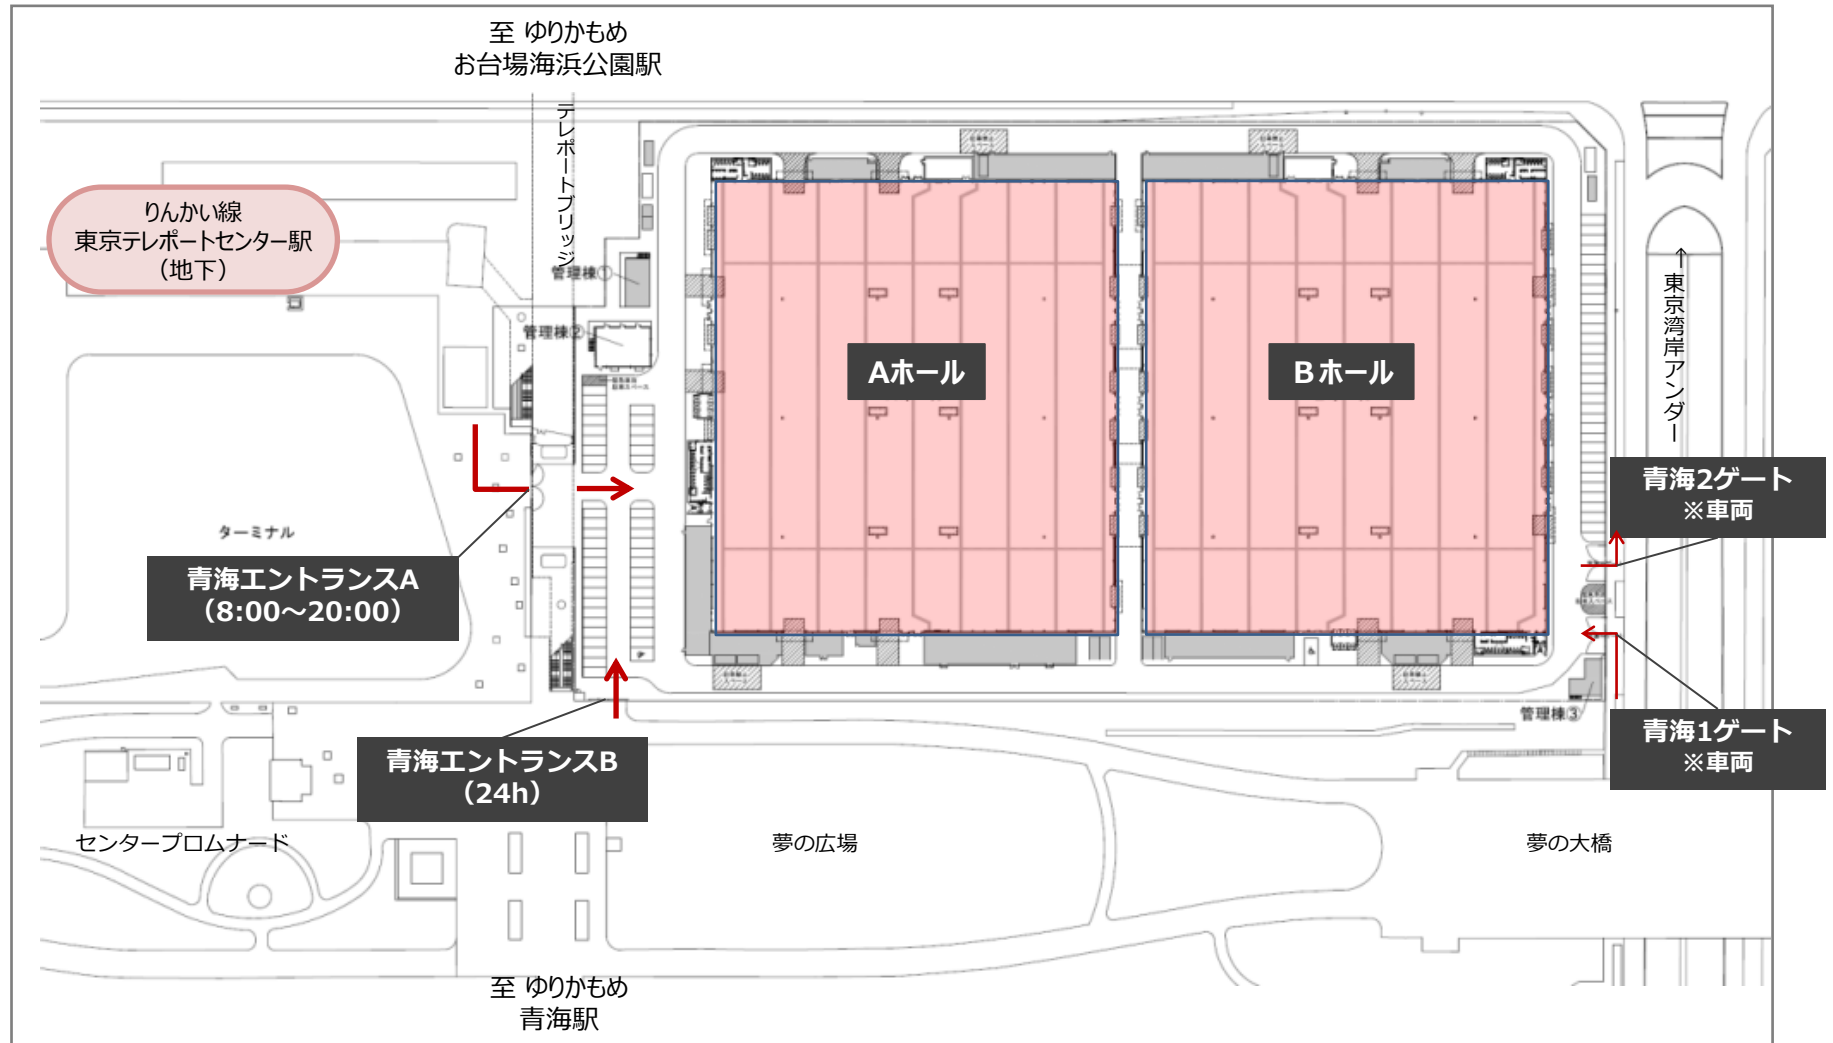 至 ゆりかもめ
お台場海浜公園駅
テレポートブリッジ
りんかい線
東京テレポートセンター駅
（地下）
管理棟①
管理棟②
Aホール
Bホール
←東京湾岸アンダー
青海2ゲート
※車両
ターミナル
青海エントランスA
（8:00～20:00）
管理棟③
青海1ゲート
※車両
青海エントランスB
（24h）
センタープロムナード
夢の広場
夢の大橋
至 ゆりかもめ
青海駅